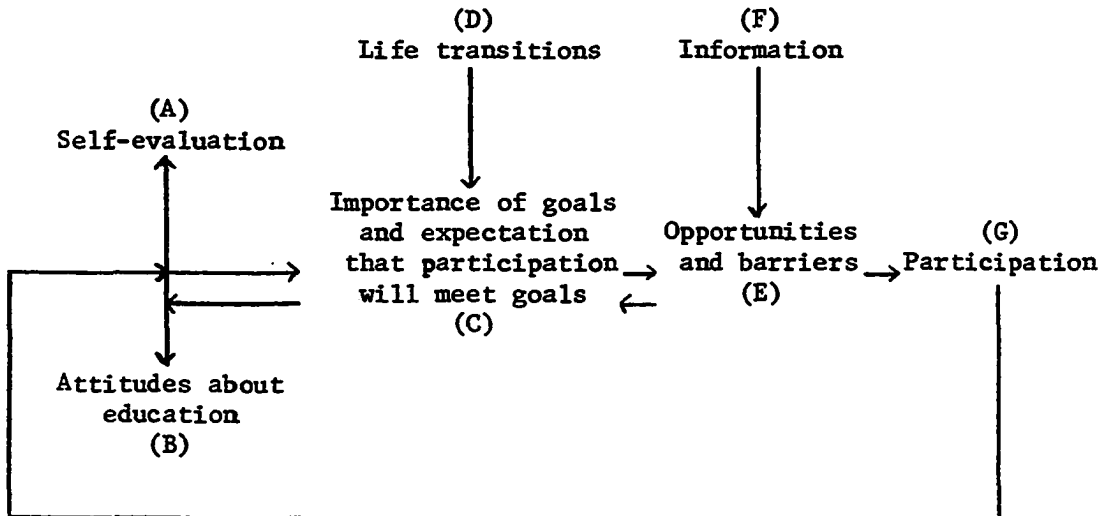 (D)
Life transitions
(F)
Information
(A)
Self-evaluation
Importance of goals
and expectation
that participation
will meet goals
(C)
Opportunities
and barriers
(E)
(G)
Participation
Attitudes about
education
(B)